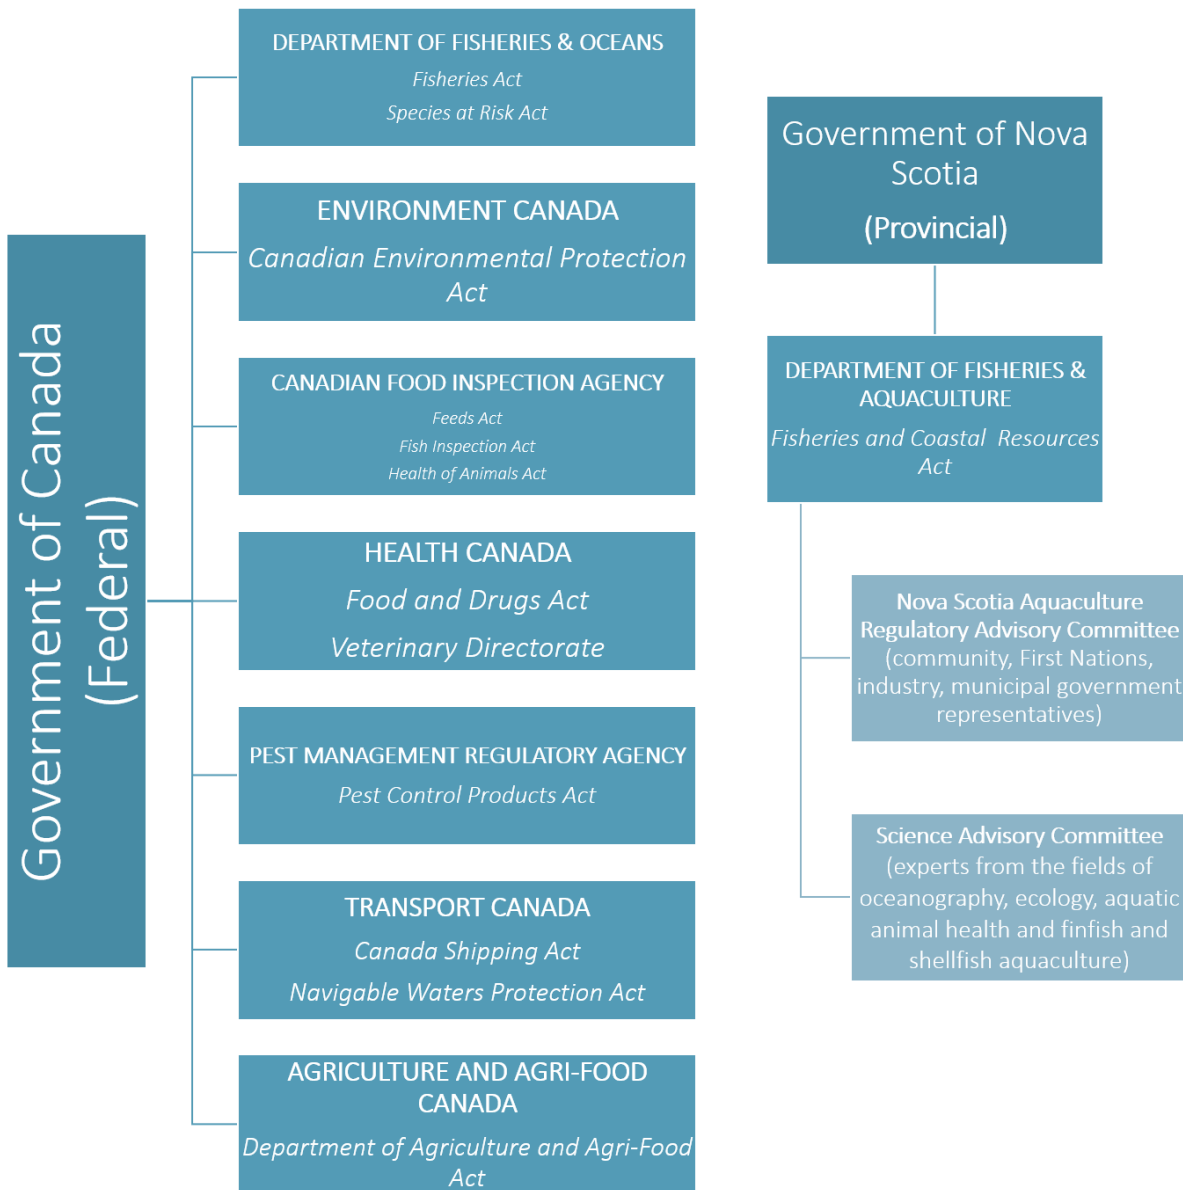 Government of Canada
(Federal)
DEPARTMENT OF FISHERIES & OCEANS
Fisheries Act
Species at Risk Act
ENVIRONMENT CANADA
Canadian Environmental Protection
Act
CANADIAN FOOD INSPECTION AGENCY
Feeds Act
Fish Inspection Act
Health of Animals Act
HEALTH CANADA
Food and Drugs Act
Veterinary Directorate
PEST MANAGEMENT REGULATORY AGENCY
Pest Control Products Act
TRANSPORT CANADA
Canada Shipping Act
Navigable Waters Protection Act
AGRICULTURE AND AGRI-FOOD
CANADA
Department of Agriculture and Agri-Food
Act
Government of Nova
Scotia
(Provincial)
DEPARTMENT OF FISHERIES &
AQUACULTURE
Fisheries and Coastal Resources
Act
Nova Scotia Aquaculture
Regulatory Advisory Committee
(community, First Nations,
industry, municipal government
representatives)
Science Advisory Committee
(experts from the fields of
oceanography, ecology, aquatic
animal health and finfish and
shellfish aquaculture)